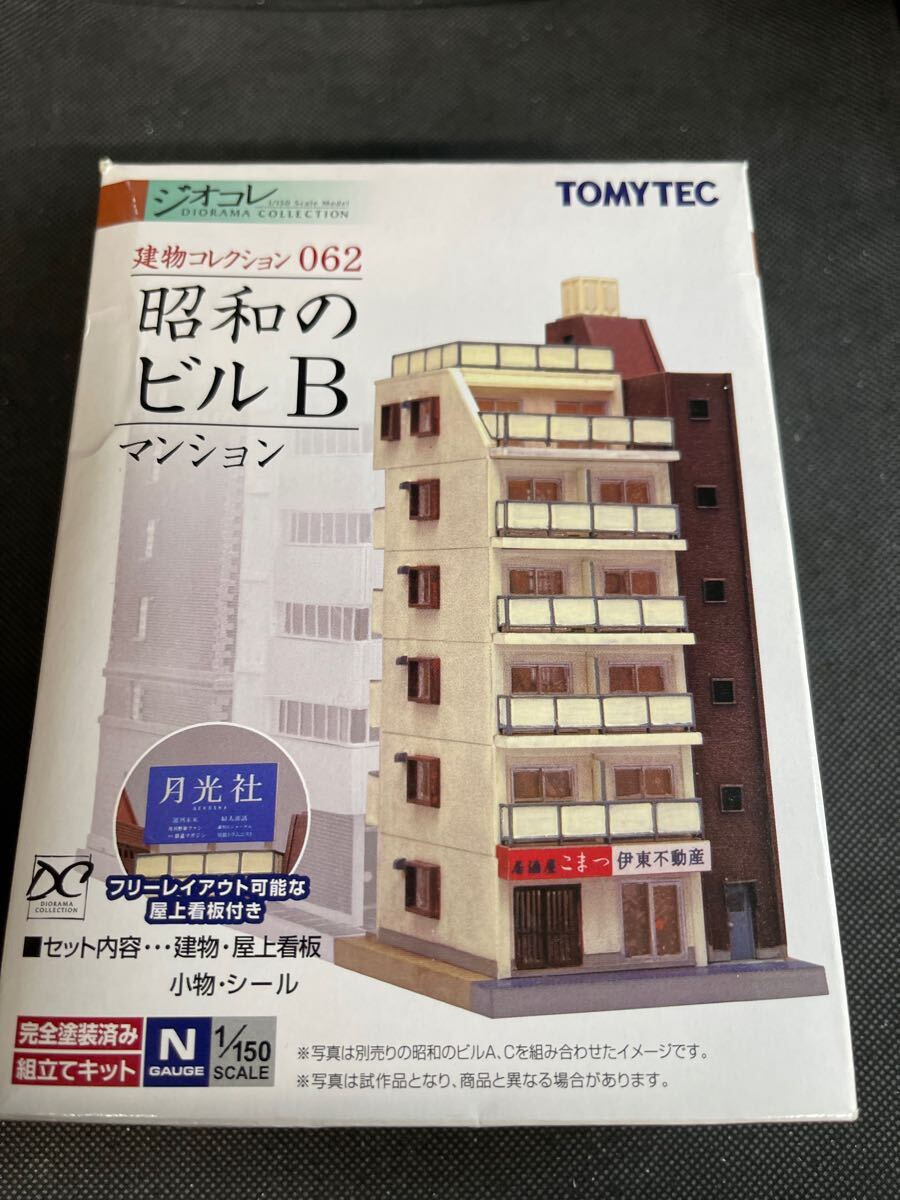 ジオコレ
1/150 Scale Model
DIORAMA COLLECTION
TOMYTEC
建物コレクション 062
昭和の
ビル B
マンション
月光社
GEKKOSHA
居酒屋 こまつ 伊東不動産
DC
DIORAMA
COLLECTION
フリーレイアウト可能な
屋上看板付き
■セット内容･･･建物・屋上看板
小物・シール
完全塗装済み
組立てキット
N
GAUGE
1/150
SCALE
※写真は別売りの昭和のビルA、Cを組み合わせたイメージです。
※写真は試作品となり、商品と異なる場合があります。